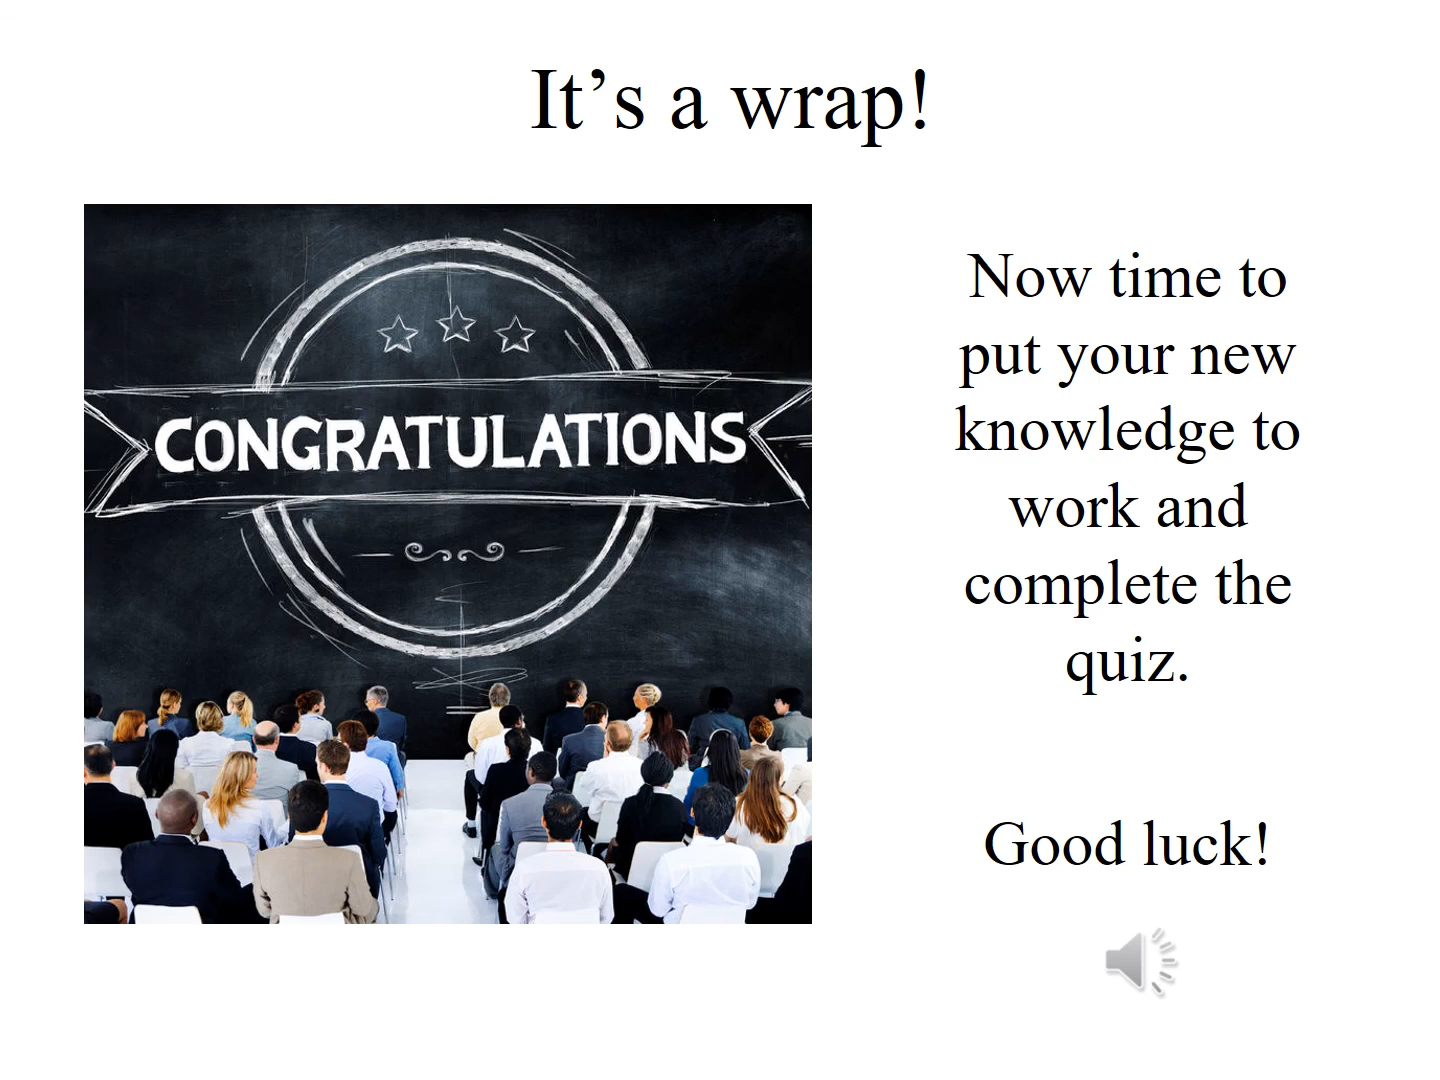 It’s a wrap!
CONGRATULATIONS
Now time to
put your new
knowledge to
work and
complete the
quiz.
Good luck!